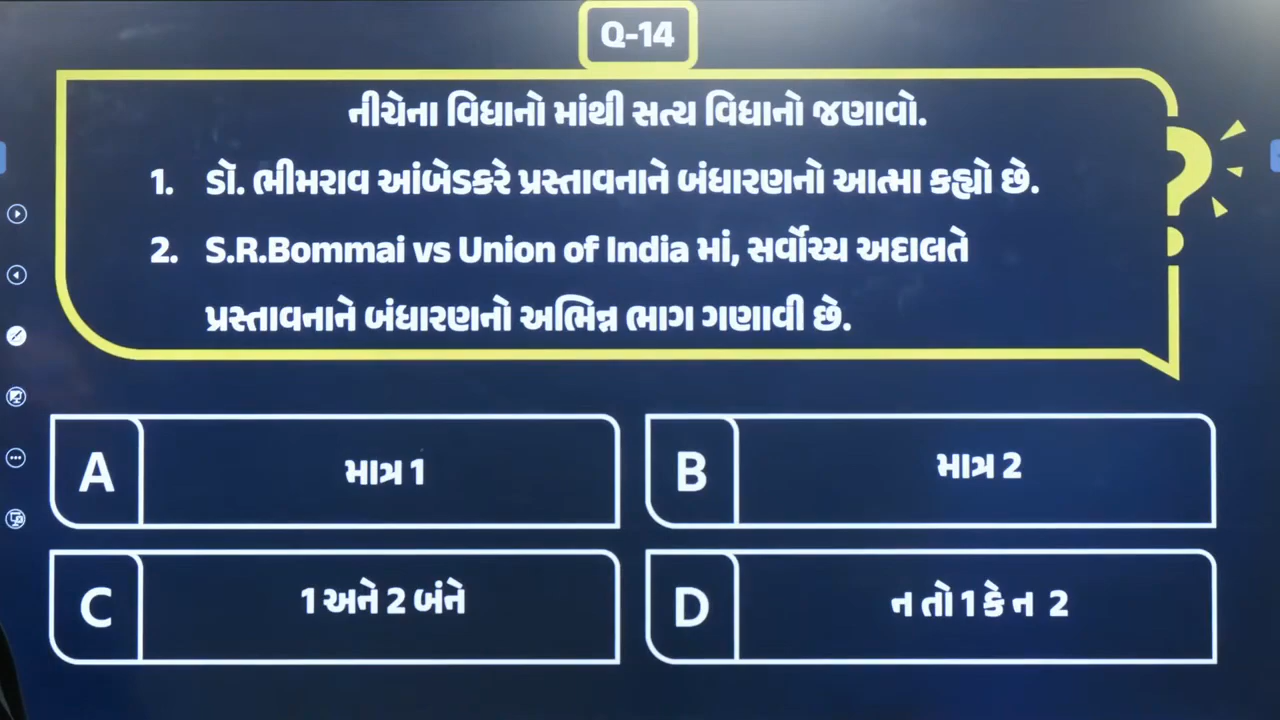 Q-14
નીચેના વિધાનો માંથી સત્ય વિધાનો જણાવો.
1. ડૉ. ભીમરાવ આંબેડકરે પ્રસ્તાવનાને બંધારણનો આત્મા કહ્યો છે.
2. S.R.Bommai vs Union of India માં, સર્વોચ્ચ અદાલતે
પ્રસ્તાવનાને બંધારણનો અભિન્ન ભાગ ગણાવી છે.
A માત્ર 1
B માત્ર 2
C 1 અને 2 બંને
D ન તો 1 કે ન 2